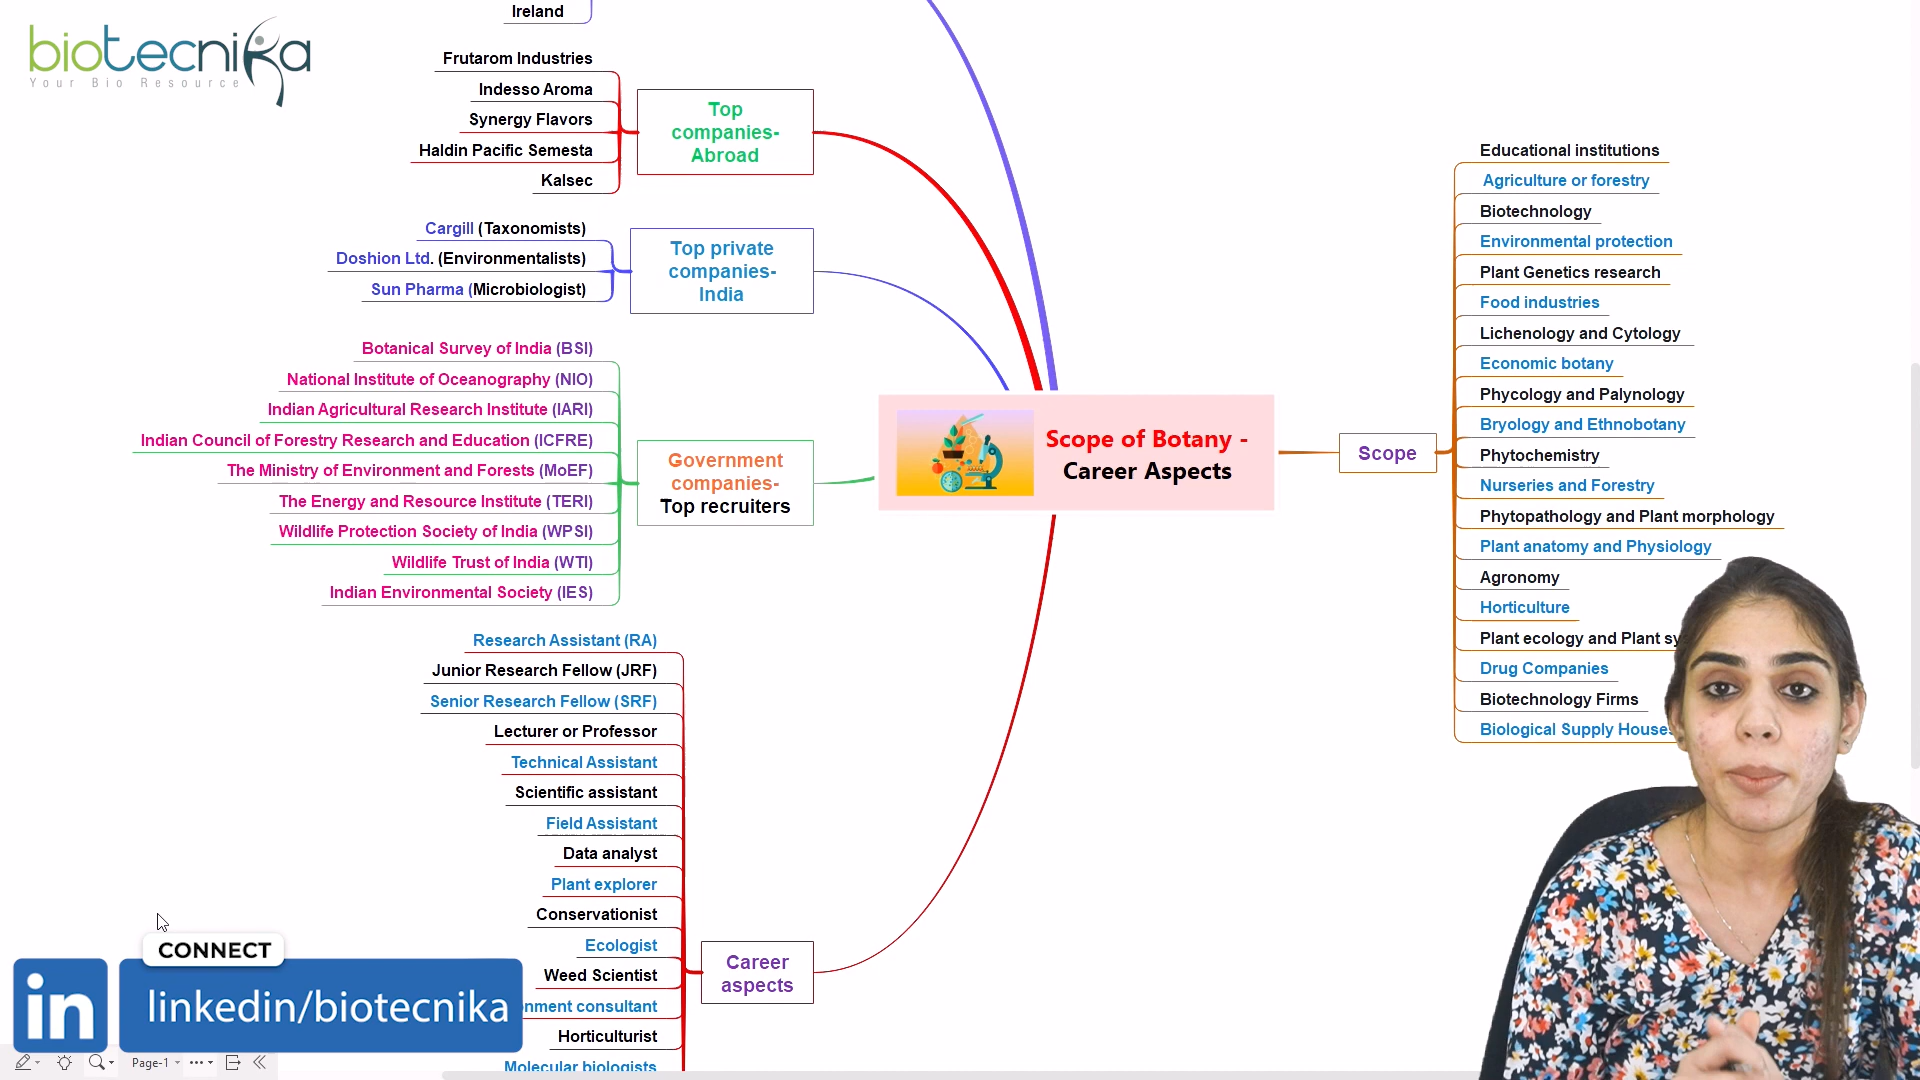 biotecnika
Your Bio Resource
Ireland
Frutarom Industries
Indesso Aroma
Synergy Flavors
Haldin Pacific Semesta
Kalsec
Top
companies-
Abroad
Cargill (Taxonomists)
Doshion Ltd. (Environmentalists)
Sun Pharma (Microbiologist)
Top private
companies-
India
Botanical Survey of India (BSI)
National Institute of Oceanography (NIO)
Indian Agricultural Research Institute (IARI)
Indian Council of Forestry Research and Education (ICFRE)
The Ministry of Environment and Forests (MoEF)
The Energy and Resource Institute (TERI)
Wildlife Protection Society of India (WPSI)
Wildlife Trust of India (WTI)
Indian Environmental Society (IES)
Government
companies-
Top recruiters
Scope of Botany -
Career Aspects
Scope
Educational institutions
Agriculture or forestry
Biotechnology
Environmental protection
Plant Genetics research
Food industries
Lichenology and Cytology
Economic botany
Phycology and Palynology
Bryology and Ethnobotany
Phytochemistry
Nurseries and Forestry
Phytopathology and Plant morphology
Plant anatomy and Physiology
Agronomy
Horticulture
Plant ecology and Plant
Drug Companies
Biotechnology Firms
Biological Supply Houses
Research Assistant (RA)
Junior Research Fellow (JRF)
Senior Research Fellow (SRF)
Lecturer or Professor
Technical Assistant
Scientific assistant
Field Assistant
Data analyst
Plant explorer
Conservationist
Ecologist
Weed Scientist
consultant
Horticulturist
Molecular biologists
Career
aspects
CONNECT
in
linkedin/biotecnika
Page-1